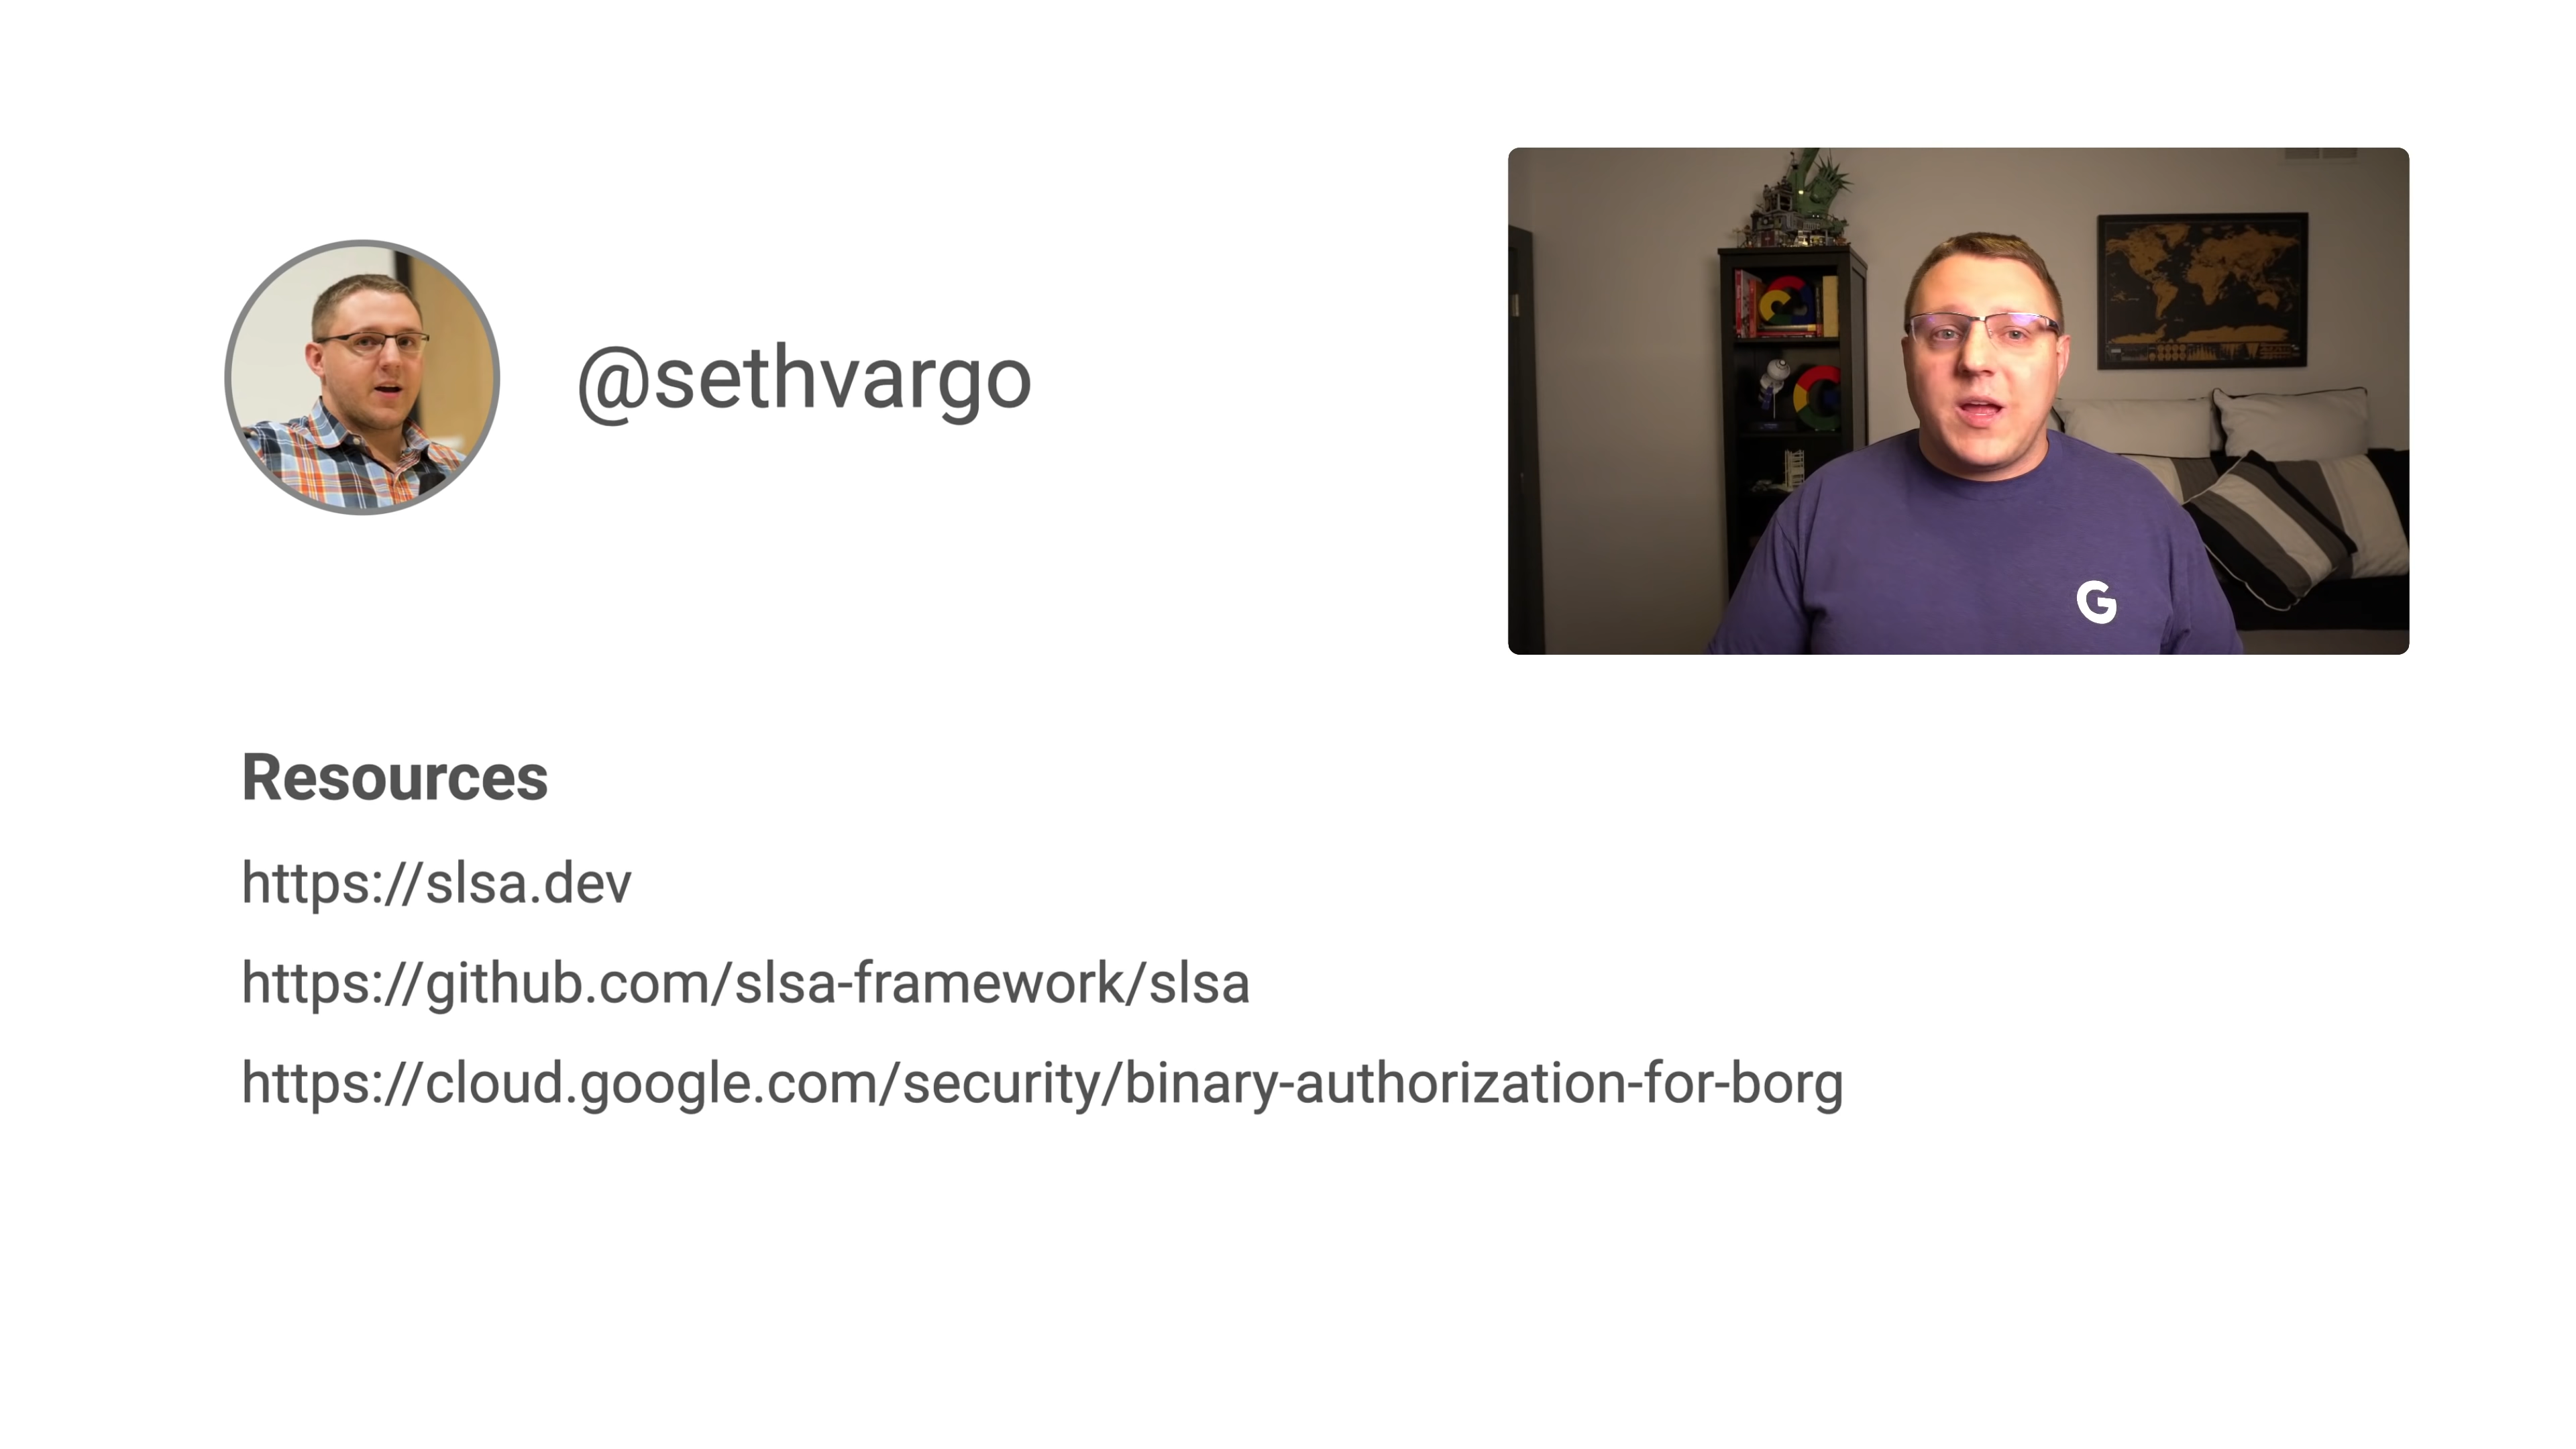 @sethvargo
G
Resources
https://slsa.dev
https://github.com/slsa-framework/slsa
https://cloud.google.com/security/binary-authorization-for-borg